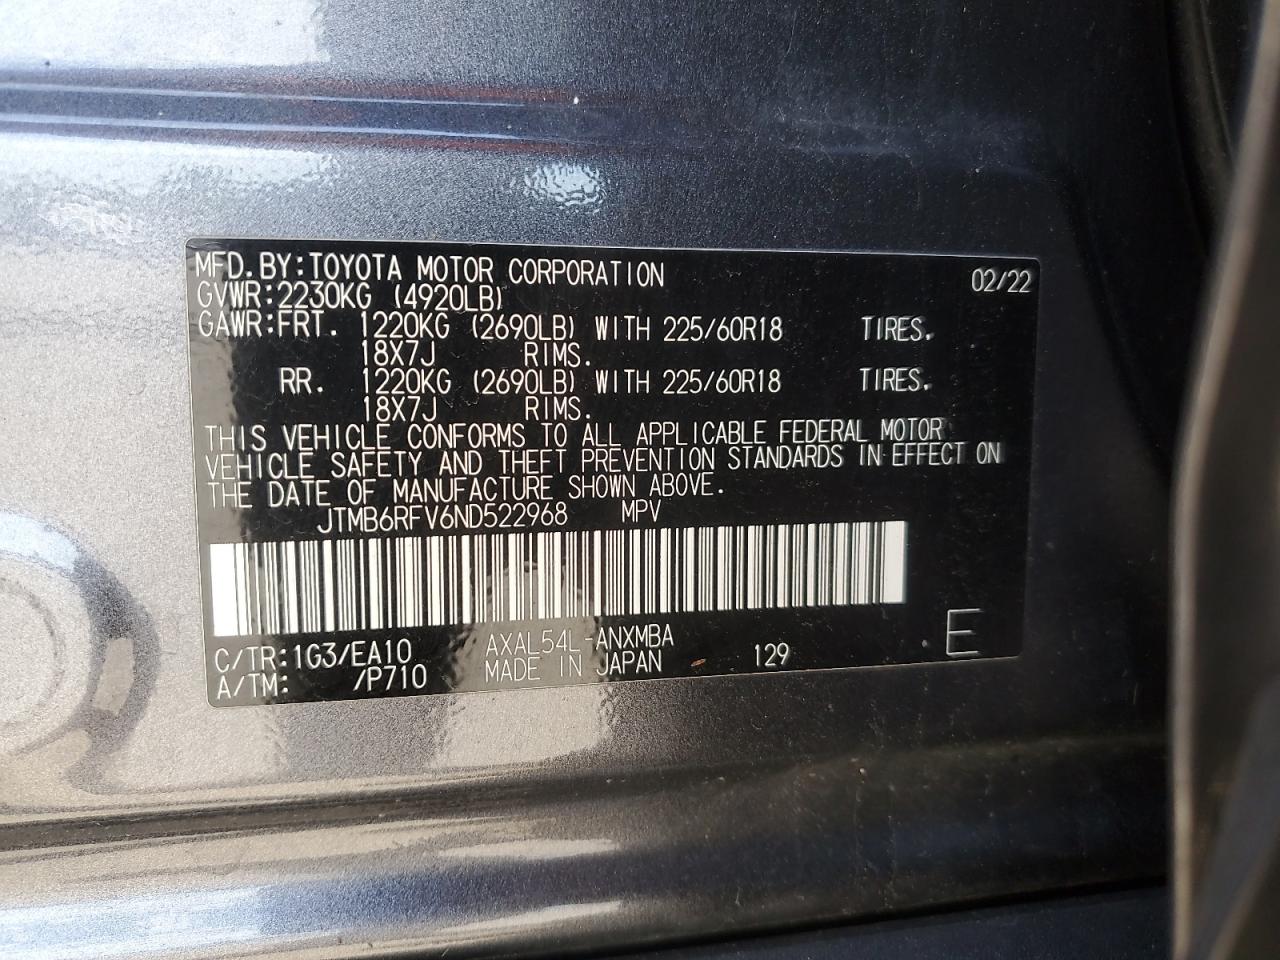 MFD.BY:TOYOTA MOTOR CORPORATION 02/22
GVWR:2230KG (4920LB)
GAWR:FRT. 1220KG (2690LB) WITH 225/60R18 TIRES.
18X7J RIMS.
RR. 1220KG (2690LB) WITH 225/60R18 TIRES.
18X7J RIMS.
THIS VEHICLE CONFORMS TO ALL APPLICABLE FEDERAL MOTOR
VEHICLE SAFETY AND THEFT PREVENTION STANDARDS IN EFFECT ON
THE DATE OF MANUFACTURE SHOWN ABOVE.
JTMB6RFV6ND522968 MPV
C/TR:1G3/EA10 AXAL54L-ANXMBA
A/TM: /P710 MADE IN JAPAN 129 E